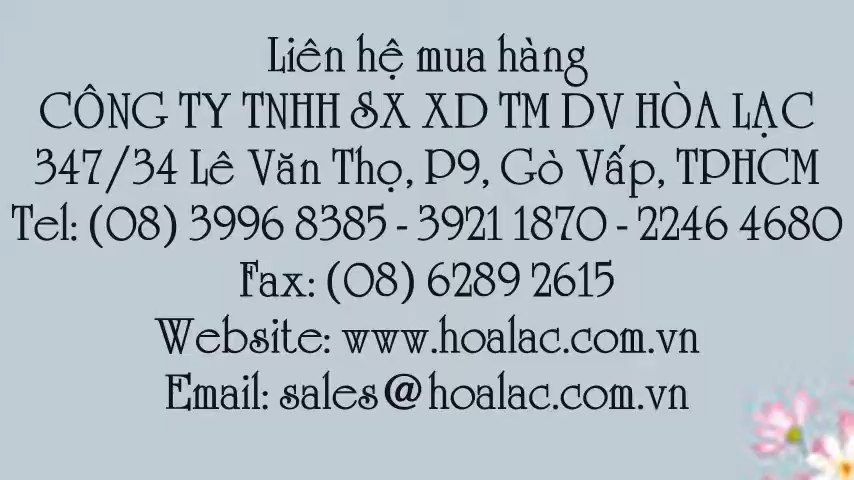 Liên hệ mua hàng
CÔNG TY TNHH SX XD TM DV HÒA LẠC
347/34 Lê Văn Thọ, P9, Gò Vấp, TPHCM
Tel: (08) 3996 8385 - 3921 1870 - 2246 4680
Fax: (08) 6289 2615
Website: www.hoalac.com.vn
Email: sales@hoalac.com.vn